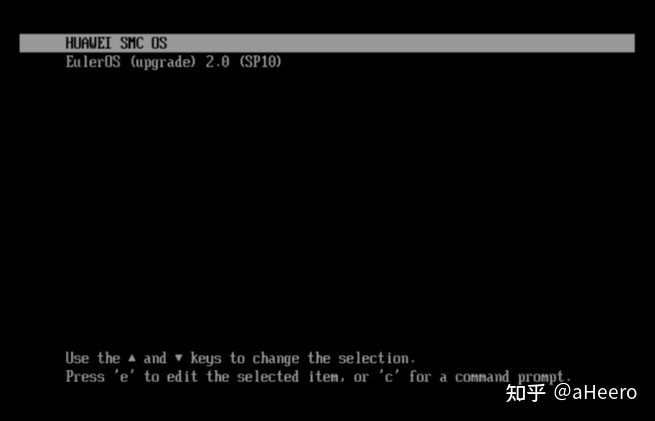 HUAWEI SMC OS
EulerOS (upgrade) 2.0 (SP10)
Use the ▲ and ▼ keys to change the selection.
Press 'e' to edit the selected item, or 'c' for a command prompt.
知乎 @aHeero